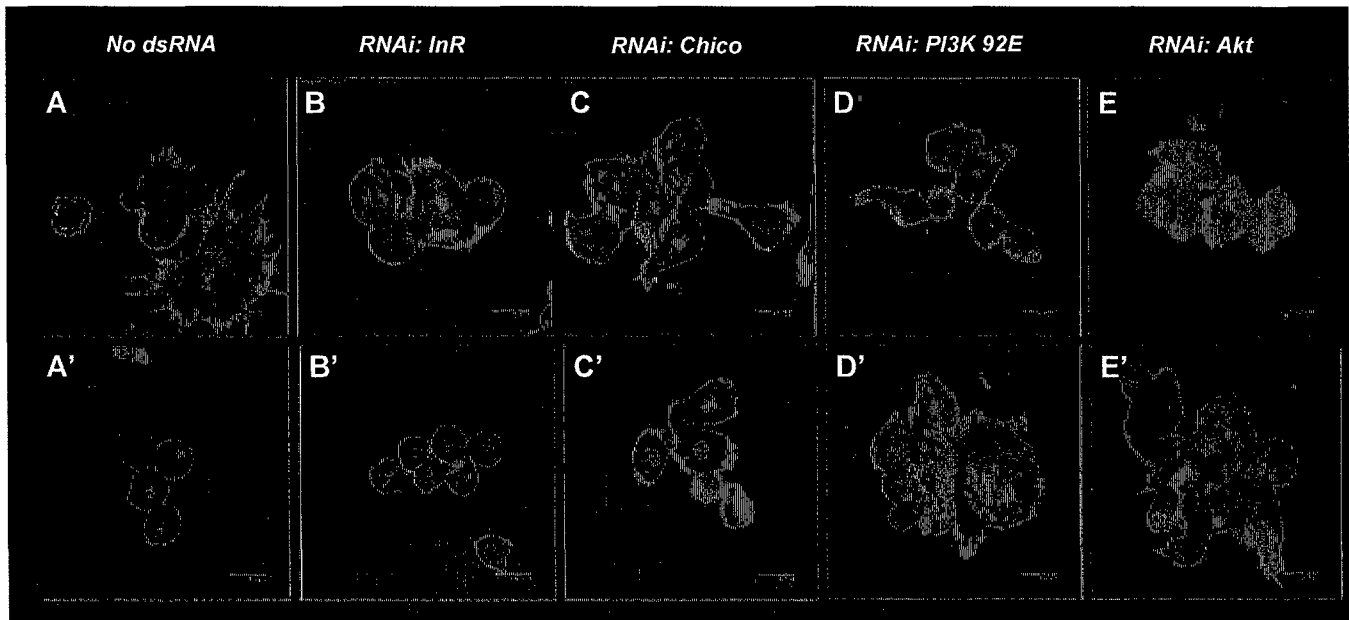 No dsRNA RNAi: InR RNAi: Chico RNAi: PI3K 92E RNAi: Akt
A B C D E
A' B' C' D' E'